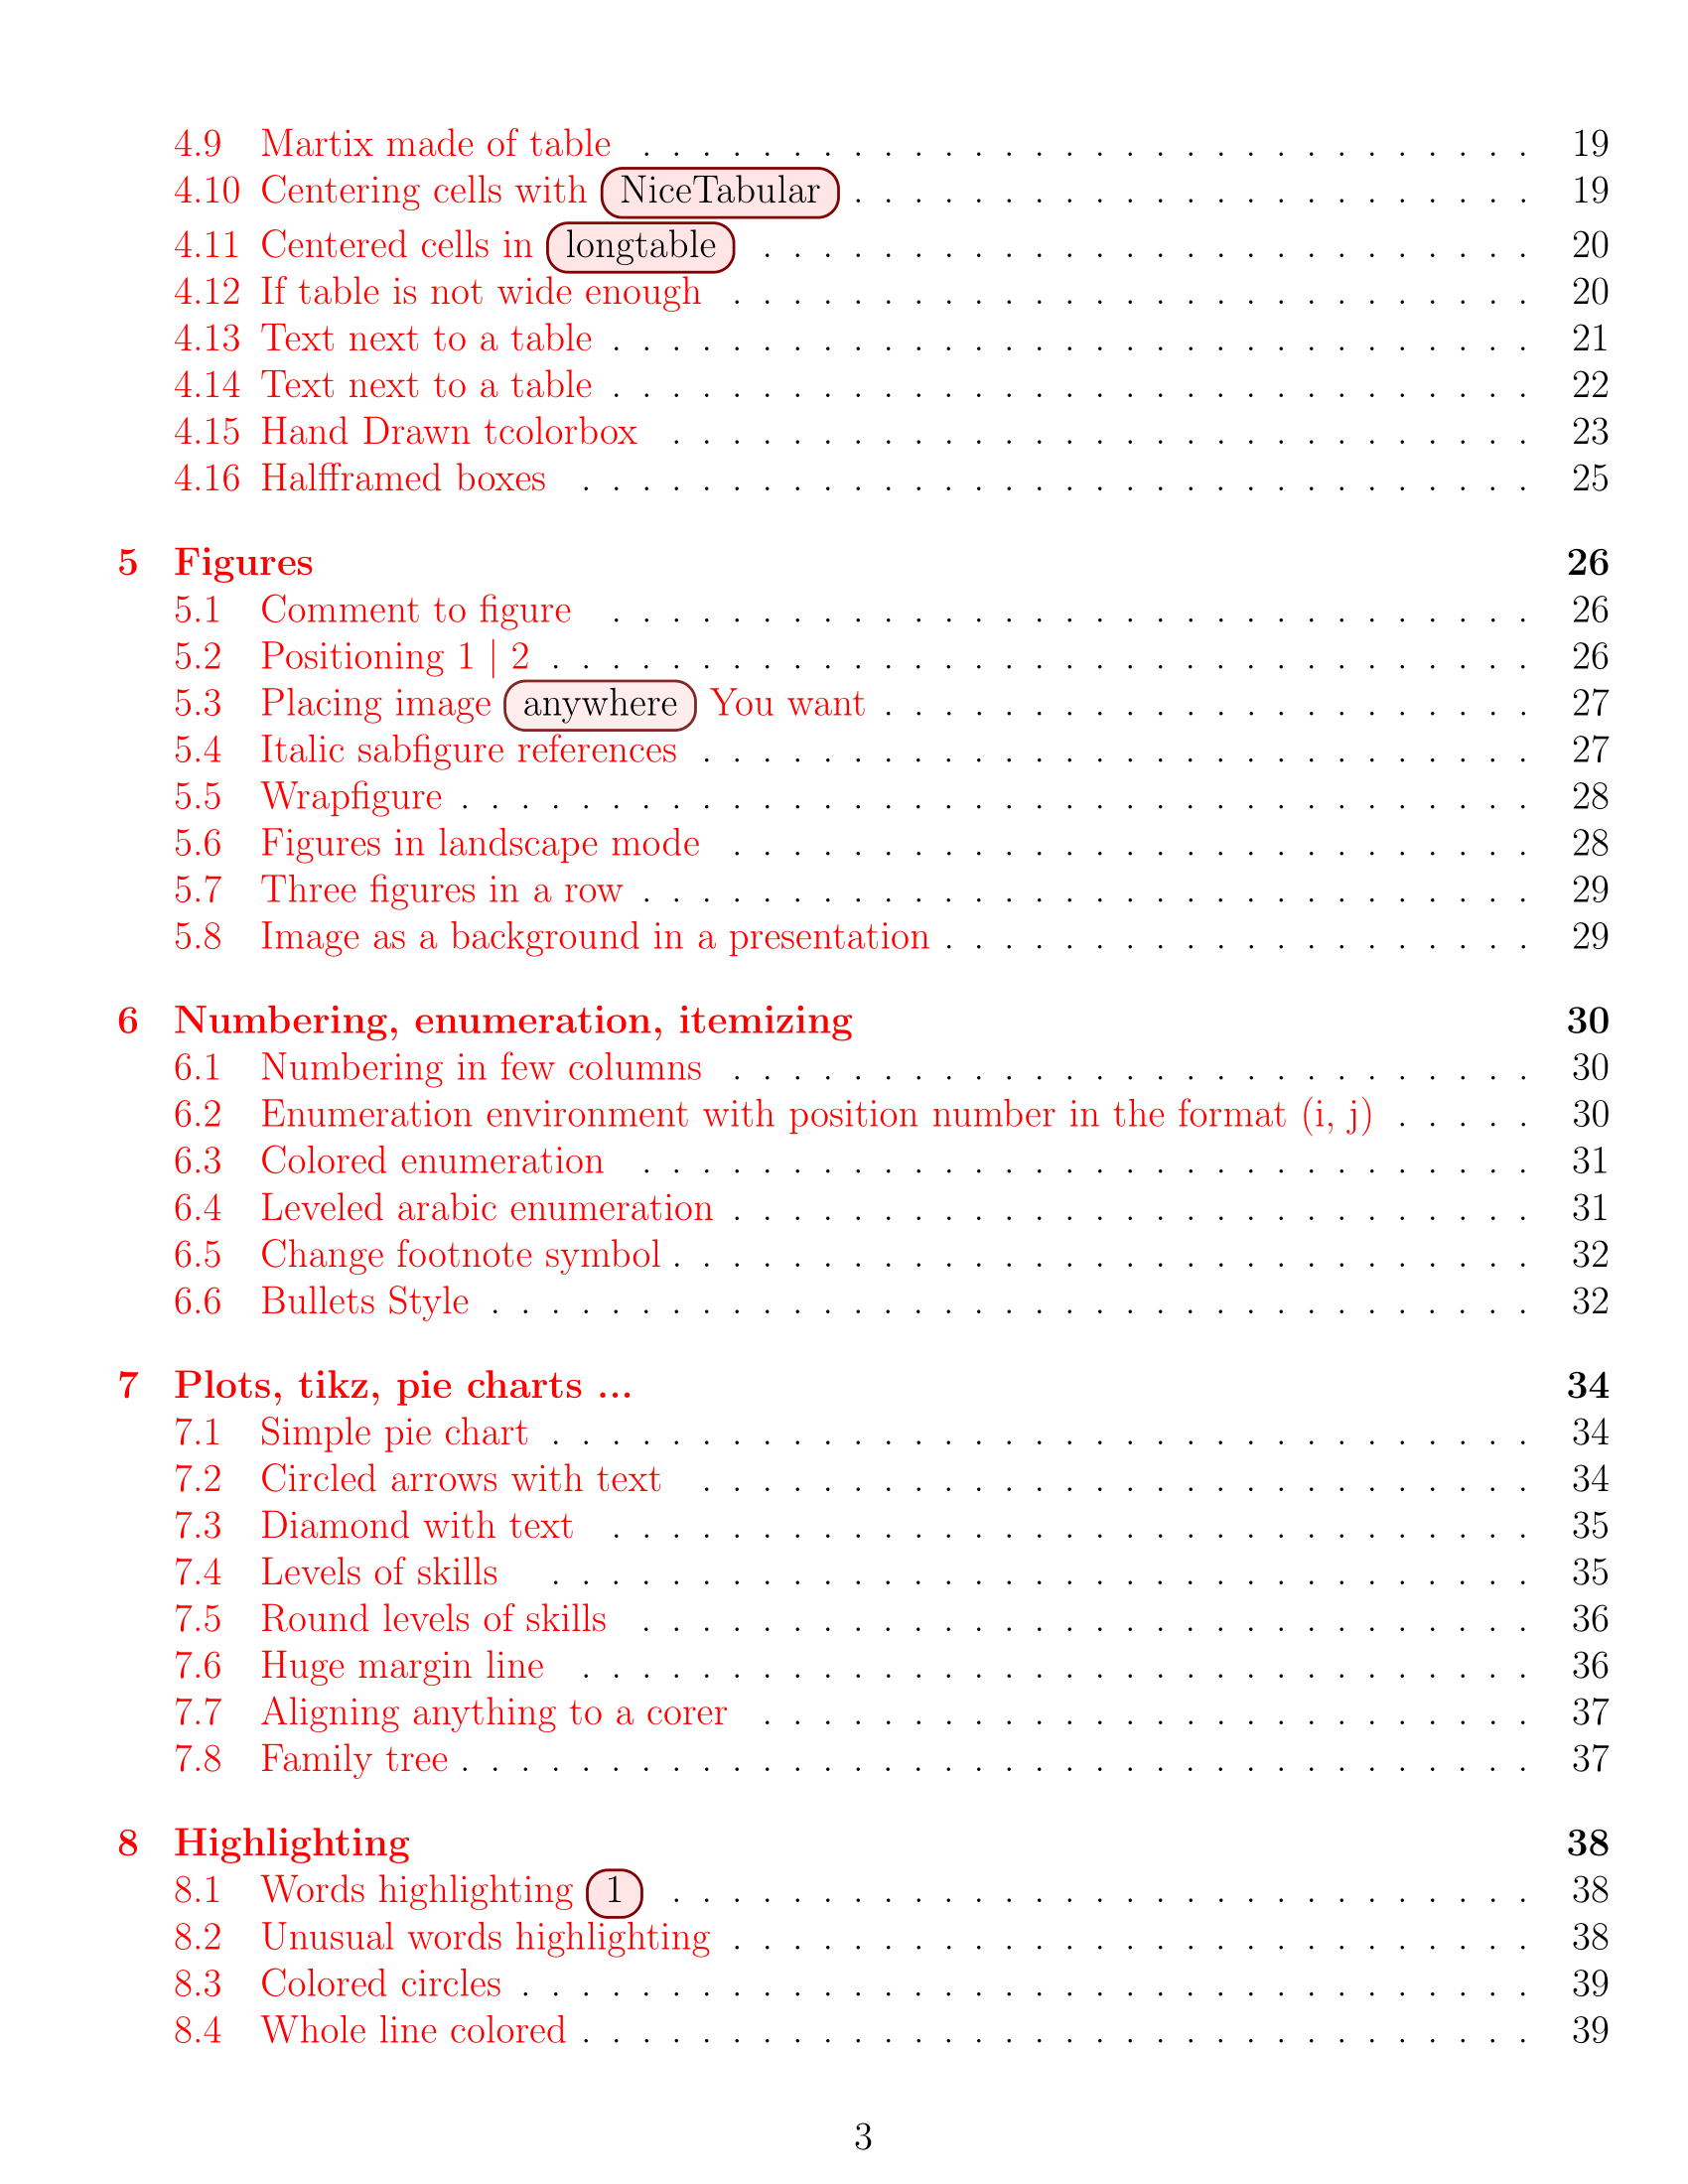 4.9 Martix made of table . . . . . . . . . . . . . . . . . . . . . . . . . . . . . . 19
4.10 Centering cells with NiceTabular . . . . . . . . . . . . . . . . . . . . . . . 19
4.11 Centered cells in longtable . . . . . . . . . . . . . . . . . . . . . . . . . . 20
4.12 If table is not wide enough . . . . . . . . . . . . . . . . . . . . . . . . . . . 20
4.13 Text next to a table . . . . . . . . . . . . . . . . . . . . . . . . . . . . . . . 21
4.14 Text next to a table . . . . . . . . . . . . . . . . . . . . . . . . . . . . . . . 22
4.15 Hand Drawn tcolorbox . . . . . . . . . . . . . . . . . . . . . . . . . . . . . 23
4.16 Halfframed boxes . . . . . . . . . . . . . . . . . . . . . . . . . . . . . . . . 25
5 Figures 26
5.1 Comment to figure . . . . . . . . . . . . . . . . . . . . . . . . . . . . . . . 26
5.2 Positioning 1 | 2 . . . . . . . . . . . . . . . . . . . . . . . . . . . . . . . . . 26
5.3 Placing image anywhere You want . . . . . . . . . . . . . . . . . . . . . . 27
5.4 Italic sabfigure references . . . . . . . . . . . . . . . . . . . . . . . . . . . . 27
5.5 Wrapfigure . . . . . . . . . . . . . . . . . . . . . . . . . . . . . . . . . . . . 28
5.6 Figures in landscape mode . . . . . . . . . . . . . . . . . . . . . . . . . . . 28
5.7 Three figures in a row . . . . . . . . . . . . . . . . . . . . . . . . . . . . . . 29
5.8 Image as a background in a presentation . . . . . . . . . . . . . . . . . . . . 29
6 Numbering, enumeration, itemizing 30
6.1 Numbering in few columns . . . . . . . . . . . . . . . . . . . . . . . . . . . 30
6.2 Enumeration environment with position number in the format (i, j) . . . . . 30
6.3 Colored enumeration . . . . . . . . . . . . . . . . . . . . . . . . . . . . . . 31
6.4 Leveled arabic enumeration . . . . . . . . . . . . . . . . . . . . . . . . . . . 31
6.5 Change footnote symbol . . . . . . . . . . . . . . . . . . . . . . . . . . . . . 32
6.6 Bullets Style . . . . . . . . . . . . . . . . . . . . . . . . . . . . . . . . . . . 32
7 Plots, tikz, pie charts ... 34
7.1 Simple pie chart . . . . . . . . . . . . . . . . . . . . . . . . . . . . . . . . . 34
7.2 Circled arrows with text . . . . . . . . . . . . . . . . . . . . . . . . . . . . 34
7.3 Diamond with text . . . . . . . . . . . . . . . . . . . . . . . . . . . . . . . 35
7.4 Levels of skills . . . . . . . . . . . . . . . . . . . . . . . . . . . . . . . . . 35
7.5 Round levels of skills . . . . . . . . . . . . . . . . . . . . . . . . . . . . . . 36
7.6 Huge margin line . . . . . . . . . . . . . . . . . . . . . . . . . . . . . . . . 36
7.7 Aligning anything to a corer . . . . . . . . . . . . . . . . . . . . . . . . . . 37
7.8 Family tree . . . . . . . . . . . . . . . . . . . . . . . . . . . . . . . . . . . . 37
8 Highlighting 38
8.1 Words highlighting 1 . . . . . . . . . . . . . . . . . . . . . . . . . . . . . 38
8.2 Unusual words highlighting . . . . . . . . . . . . . . . . . . . . . . . . . . . 38
8.3 Colored circles . . . . . . . . . . . . . . . . . . . . . . . . . . . . . . . . . . 39
8.4 Whole line colored . . . . . . . . . . . . . . . . . . . . . . . . . . . . . . . . 39
3